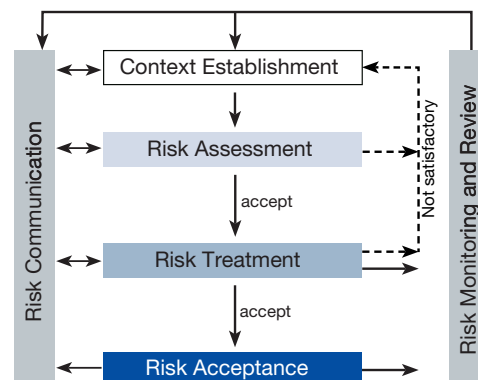 Context Establishment
Risk Assessment
accept
Risk Treatment
accept
Risk Acceptance
Risk Communication
Not satisfactory
Risk Monitoring and Review